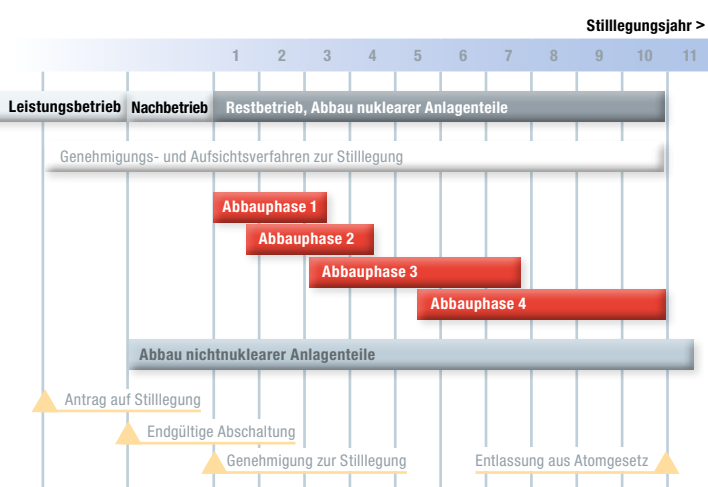 Stilllegungsjahr >
1 2 3 4 5 6 7 8 9 10 11
Leistungsbetrieb Nachbetrieb Restbetrieb, Abbau nuklearer Anlagenteile
Genehmigungs- und Aufsichtsverfahren zur Stilllegung
Abbauphase 1
Abbauphase 2
Abbauphase 3
Abbauphase 4
Abbau nichtnuklearer Anlagenteile
Antrag auf Stilllegung
Endgültige Abschaltung
Genehmigung zur Stilllegung Entlassung aus Atomgesetz